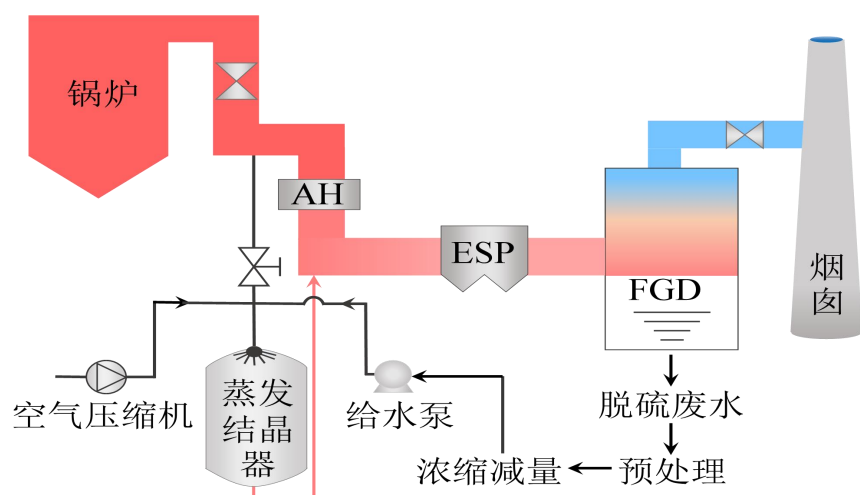 锅炉
AH
ESP
FGD
烟
囱
空气压缩机
蒸发
结晶
器
给水泵
脱硫废水
浓缩减量
预处理